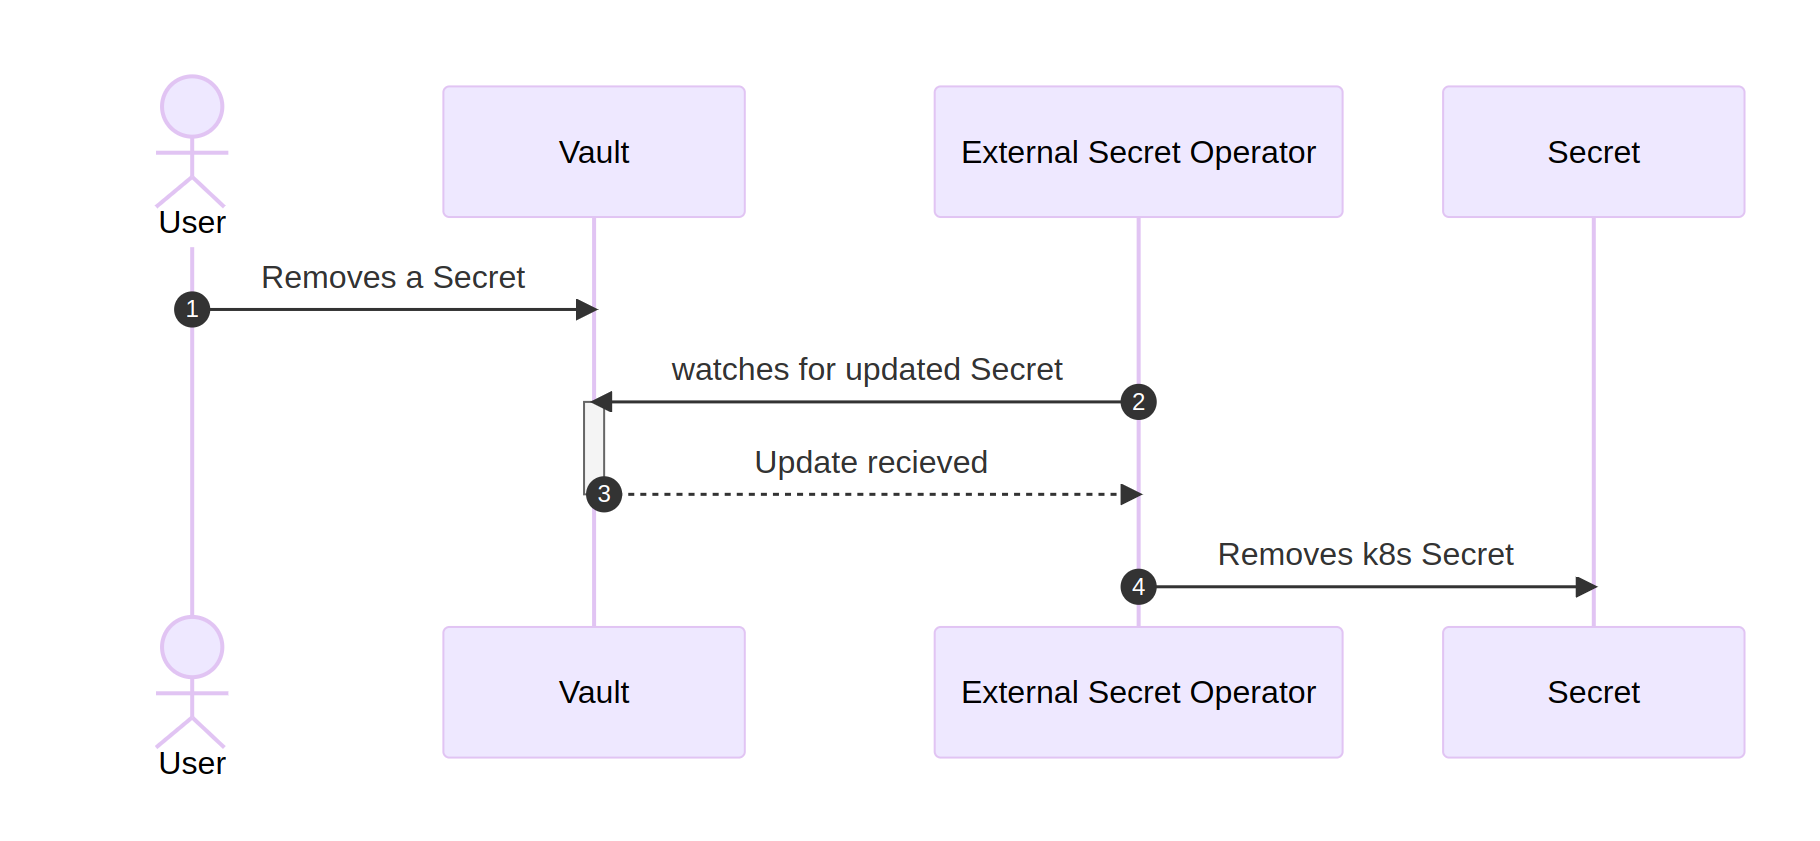 Vault
External Secret Operator
Secret
User
Removes a Secret
1
watches for updated Secret
2
Update recieved
3
Removes k8s Secret
4
Vault
External Secret Operator
Secret
User